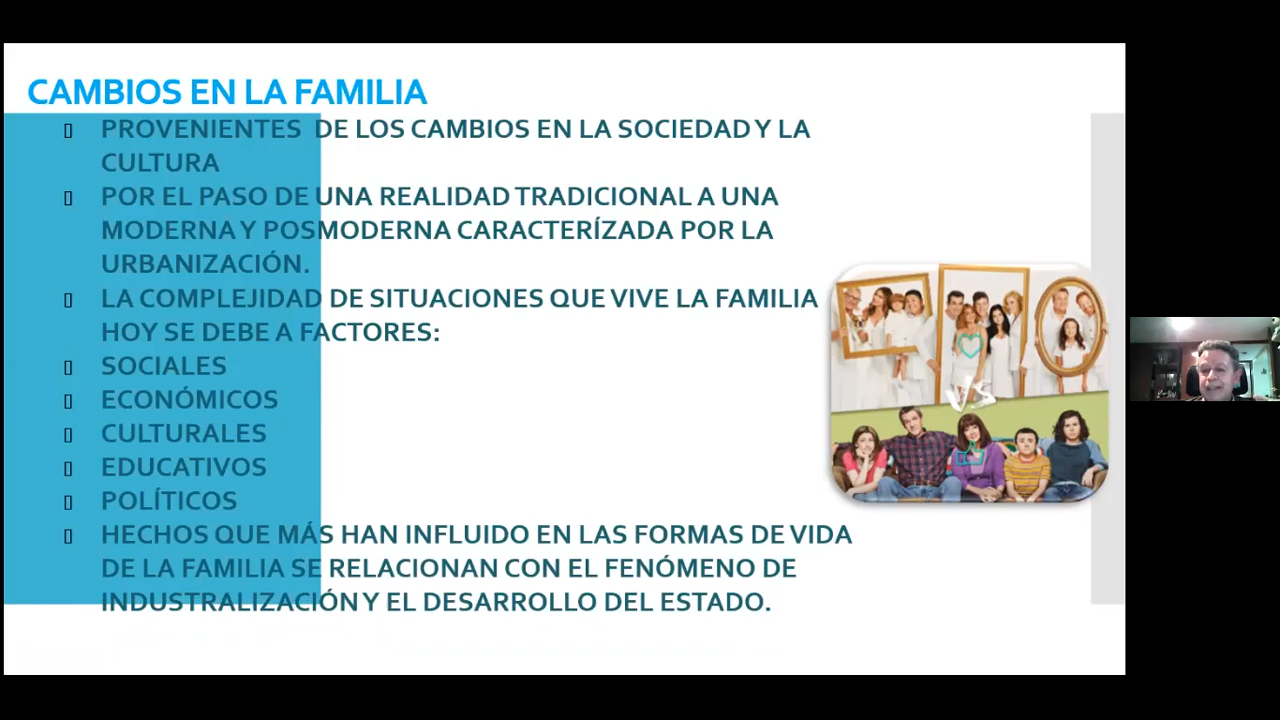 CAMBIOS EN LA FAMILIA
PROVENIENTES DE LOS CAMBIOS EN LA SOCIEDAD Y LA
CULTURA
POR EL PASO DE UNA REALIDAD TRADICIONAL A UNA
MODERNA Y POSMODERNA CARACTERÍZADA POR LA
URBANIZACIÓN.
LA COMPLEJIDAD DE SITUACIONES QUE VIVE LA FAMILIA
HOY SE DEBE A FACTORES:
SOCIALES
ECONÓMICOS
CULTURALES
EDUCATIVOS
POLÍTICOS
HECHOS QUE MÁS HAN INFLUIDO EN LAS FORMAS DE VIDA
DE LA FAMILIA SE RELACIONAN CON EL FENÓMENO DE
INDUSTRALIZACIÓN Y EL DESARROLLO DEL ESTADO.
VS